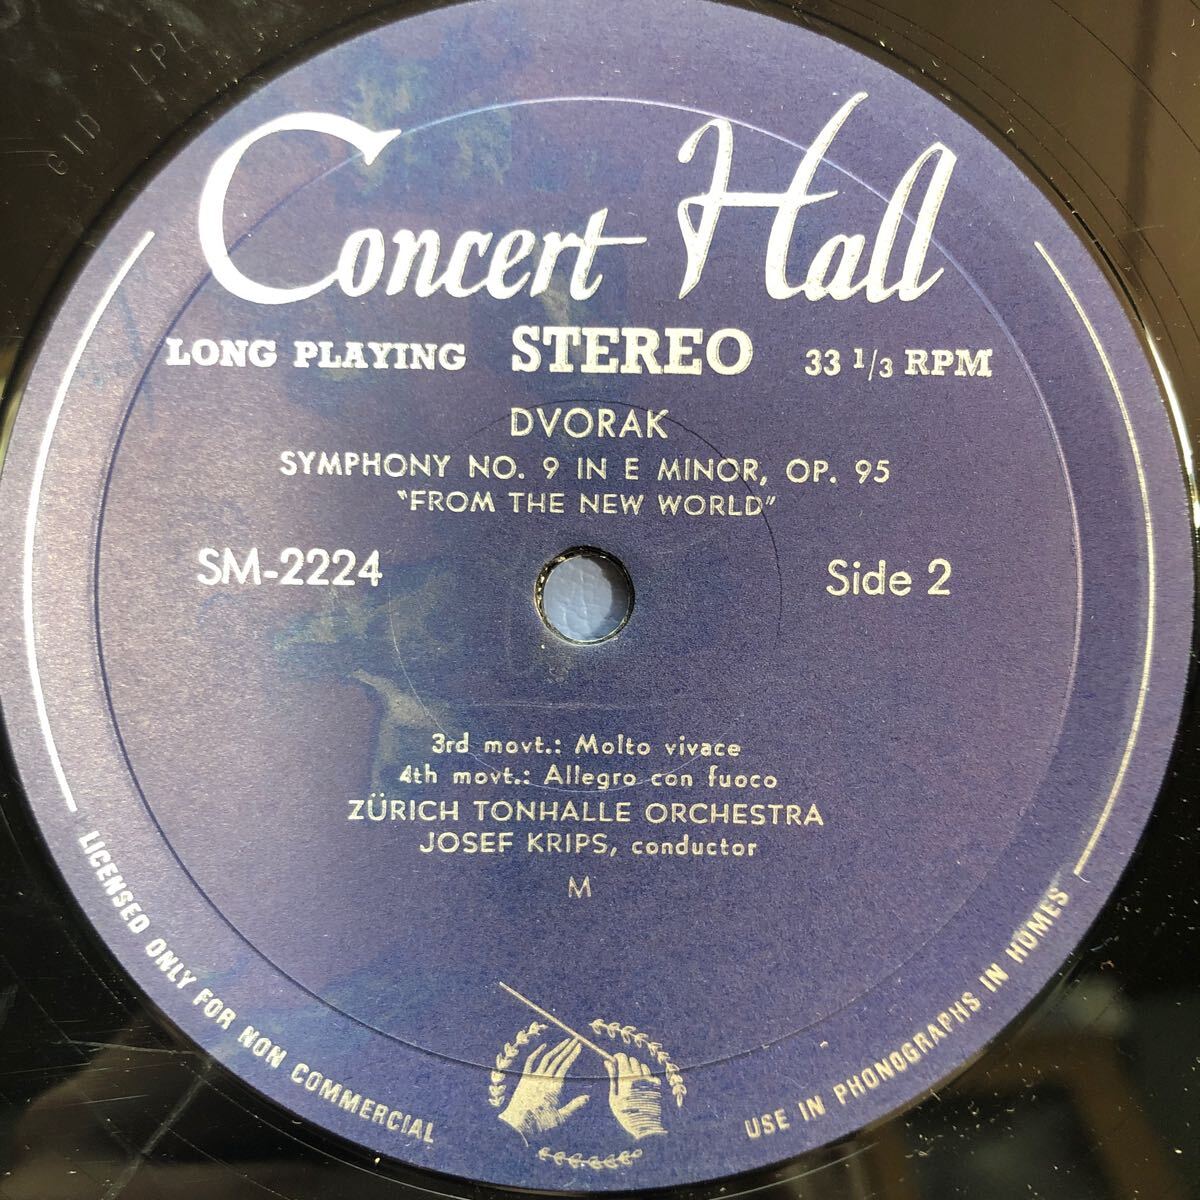 Concert Hall
LONG PLAYING STEREO 33 1/3 RPM
DVORAK
SYMPHONY NO. 9 IN E MINOR, OP. 95
"FROM THE NEW WORLD"
SM-2224 Side 2
3rd movt.: Molto vivace
4th movt.: Allegro con fuoco
ZÜRICH TONHALLE ORCHESTRA
JOSEF KRIPS, conductor
M
LICENSED ONLY FOR NON COMMERCIAL USE IN PHONOGRAPHS IN HOMES